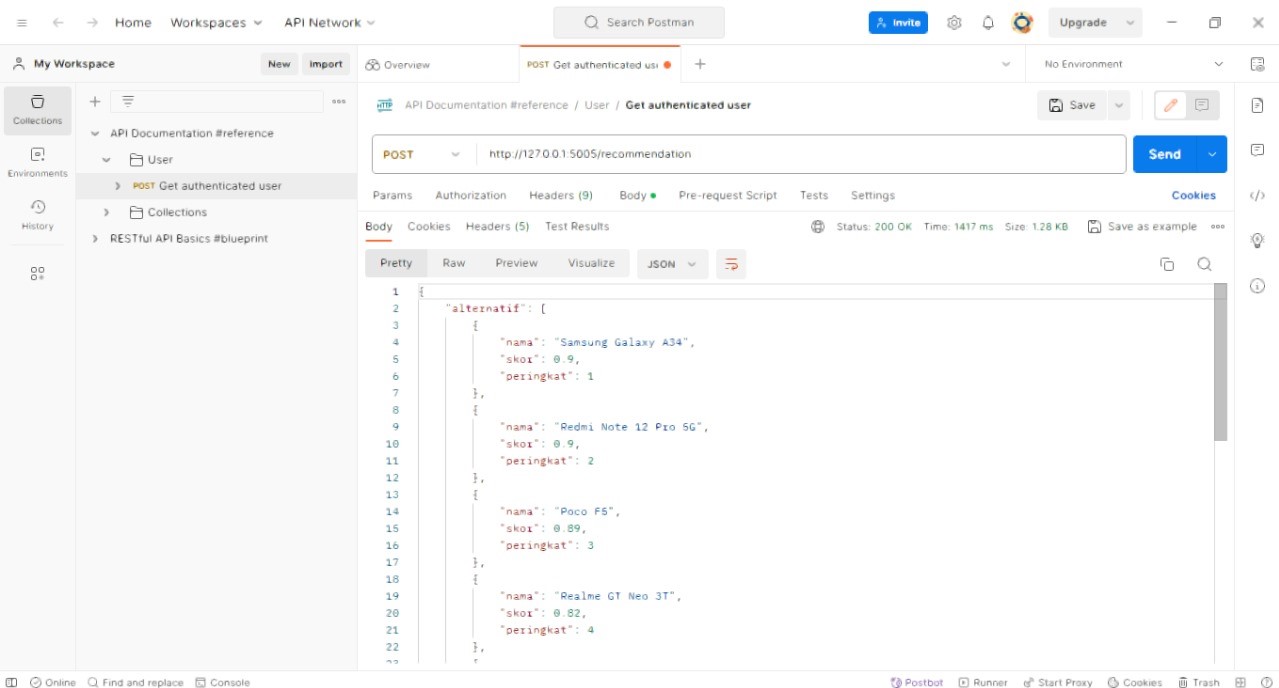 Home Workspaces API Network Search Postman Invite Upgrade
My Workspace New Import Overview POST Get authenticated use No Environment
Collections
Environments
History
API Documentation #reference
User
POST Get authenticated user
Collections
RESTful API Basics #blueprint
HTTP API Documentation #reference / User / Get authenticated user Save
POST http://127.0.0.1:5005/recommendation Send
Params Authorization Headers (9) Body Pre-request Script Tests Settings Cookies
Body Cookies Headers (5) Test Results Status: 200 OK Time: 1417 ms Size: 1.28 KB Save as example
Pretty Raw Preview Visualize JSON
1 {
2 "alternatif": [
3 {
4 "nama": "Samsung Galaxy A34",
5 "skor": 0.9,
6 "peringkat": 1
7 },
8 {
9 "nama": "Redmi Note 12 Pro 5G",
10 "skor": 0.9,
11 "peringkat": 2
12 },
13 {
14 "nama": "Poco F5",
15 "skor": 0.89,
16 "peringkat": 3
17 },
18 {
19 "nama": "Realme GT Neo 3T",
20 "skor": 0.82,
21 "peringkat": 4
22 },
23 {
Online Find and replace Console Postbot Runner Start Proxy Cookies Trash